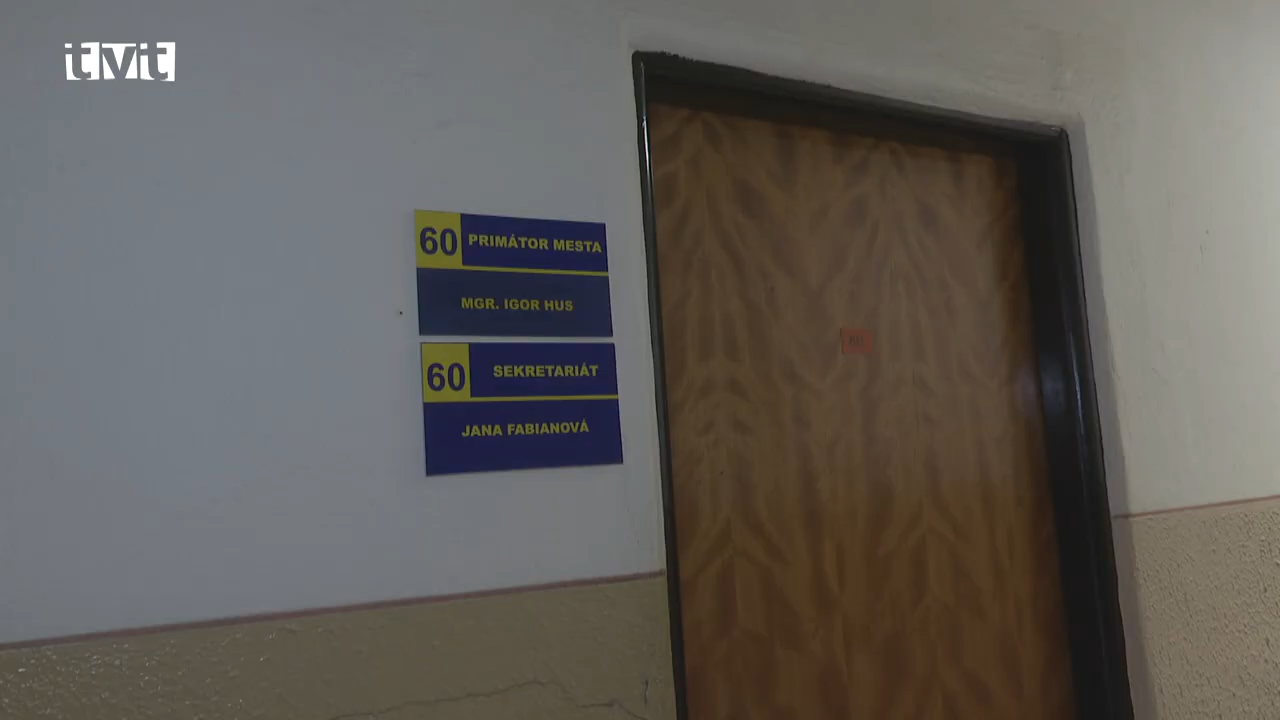 tvit
60 PRIMÁTOR MESTA
MGR. IGOR HUS
60 SEKRETARIÁT
JANA FABIANOVÁ